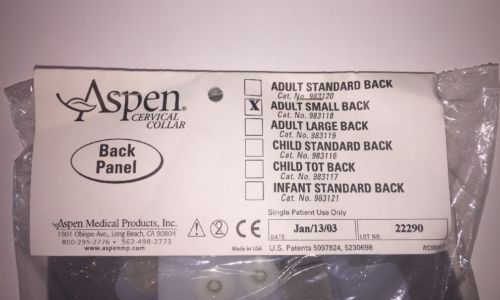 Aspen®
CERVICAL
COLLAR
Back
Panel
ADULT STANDARD BACK
Cat. No. 983120
X ADULT SMALL BACK
Cat. No. 983118
ADULT LARGE BACK
Cat. No. 983119
CHILD STANDARD BACK
Cat. No. 983116
CHILD TOT BACK
Cat. No. 983117
INFANT STANDARD BACK
Cat. No. 983121
Single Patient Use Only
Aspen Medical Products, Inc.
1901 Obispo Ave., Long Beach, CA 90804
800-295-2776 • 562-498-2773
www.aspenmp.com
2 CE
Made in USA
DATE: Jan/13/03 LOT NO.: 22290
U.S. Patents 5097824, 5230698